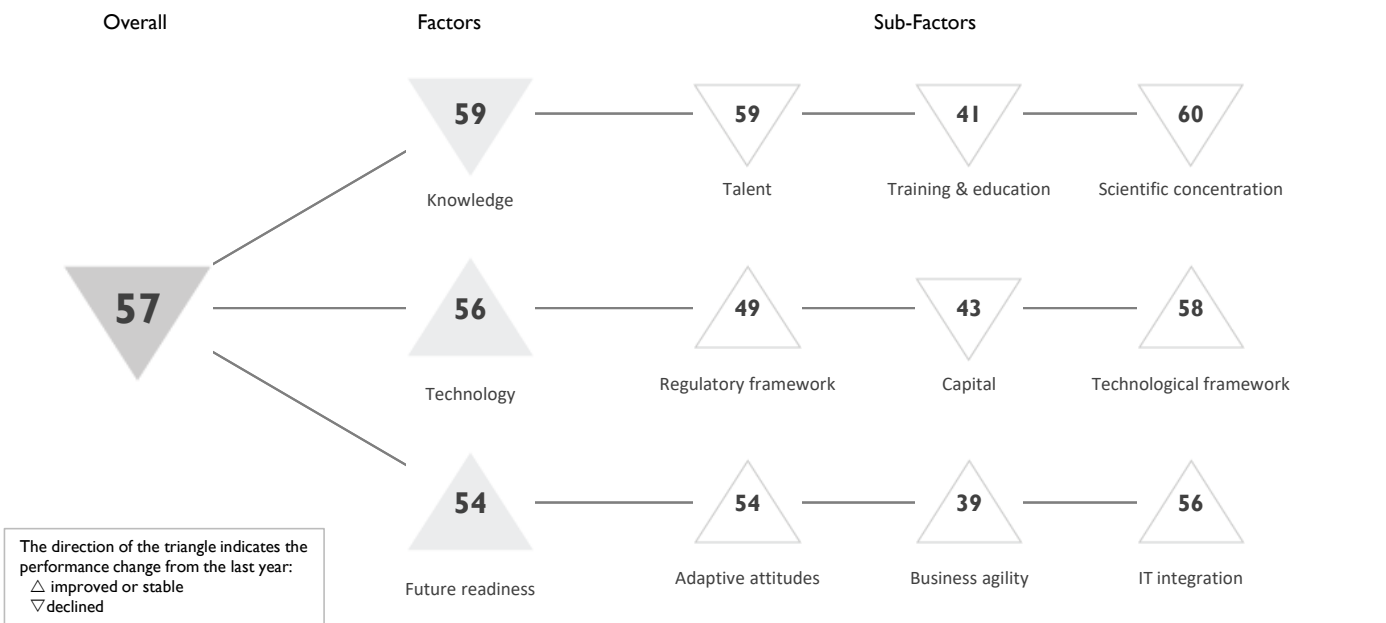 Overall Factors Sub-Factors
59 59 41 60
Knowledge Talent Training & education Scientific concentration
57 56 49 43 58
Technology Regulatory framework Capital Technological framework
54 54 39 56
Future readiness Adaptive attitudes Business agility IT integration
The direction of the triangle indicates the
performance change from the last year:
△ improved or stable
▽ declined